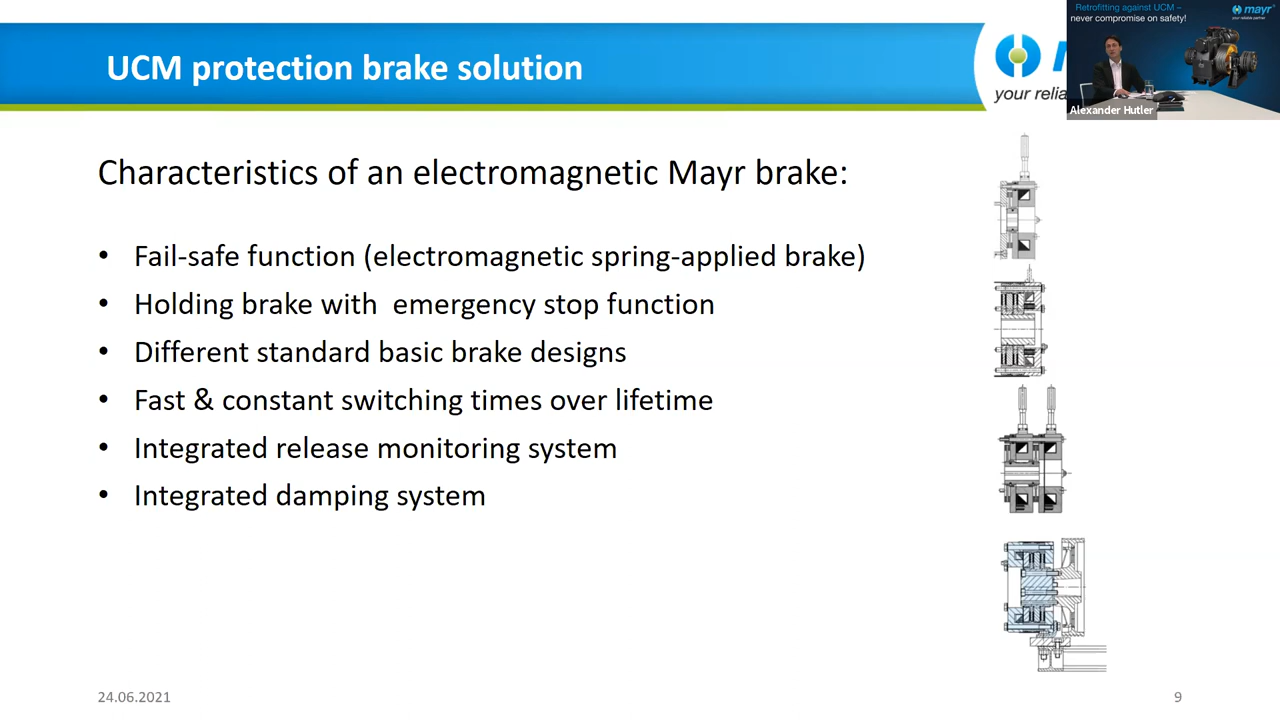 UCM protection brake solution
your relia
Retrofitting against UCM –
never compromise on safety!
mayr
your reliable partner
Alexander Hutler
Characteristics of an electromagnetic Mayr brake:
• Fail-safe function (electromagnetic spring-applied brake)
• Holding brake with  emergency stop function
• Different standard basic brake designs
• Fast & constant switching times over lifetime
• Integrated release monitoring system
• Integrated damping system
24.06.2021
9